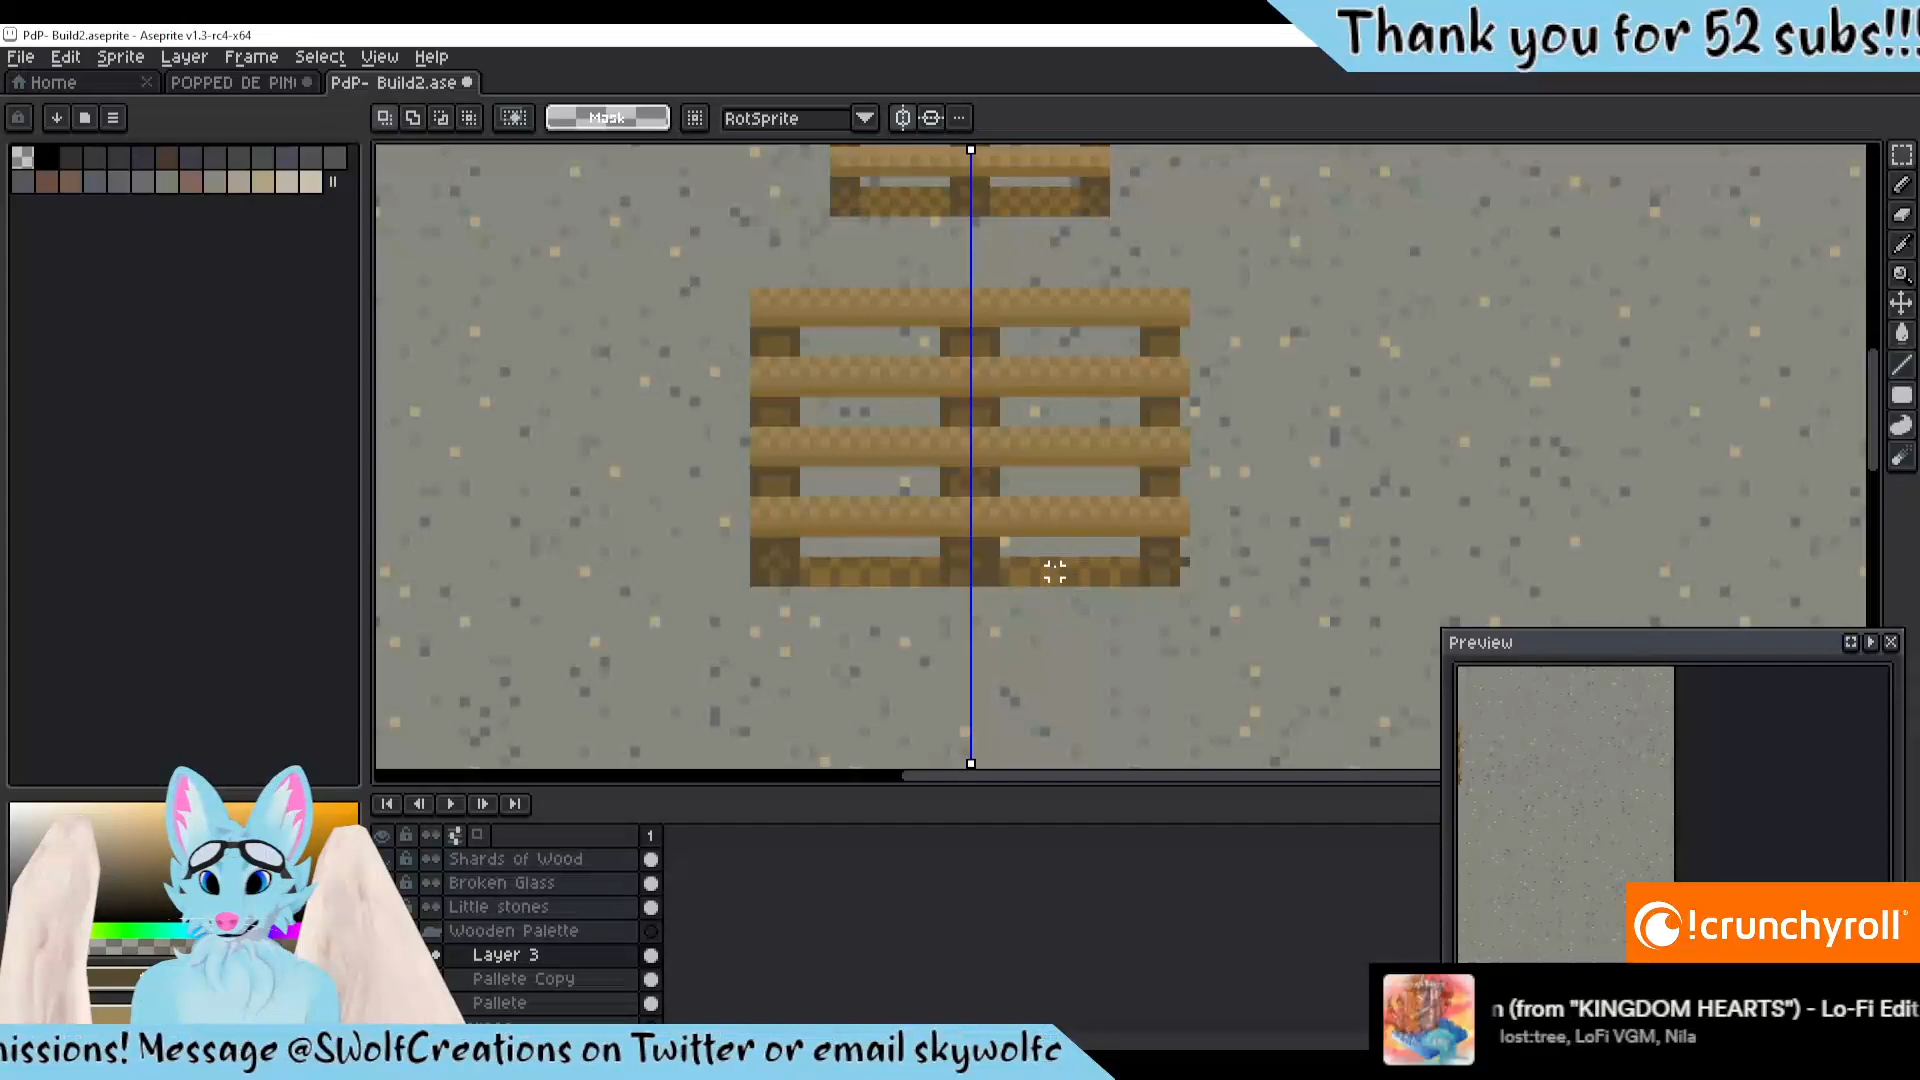 Thank you for 52 subs!!!
PdP- Build2.aseprite - Aseprite v1.3-rc4-x64
File Edit Sprite Layer Frame Select View Help
Home POPPED DE PIN PdP- Build2.ase
Mask RotSprite
Preview
1
Shards of Wood
Broken Glass
Little stones
Wooden Palette
Layer 3
Pallete Copy
Pallete
!crunchyroll
n (from "KINGDOM HEARTS") - Lo-Fi Edit
lost:tree, LoFi VGM, Nila
missions! Message @SWolfCreations on Twitter or email skywolfc